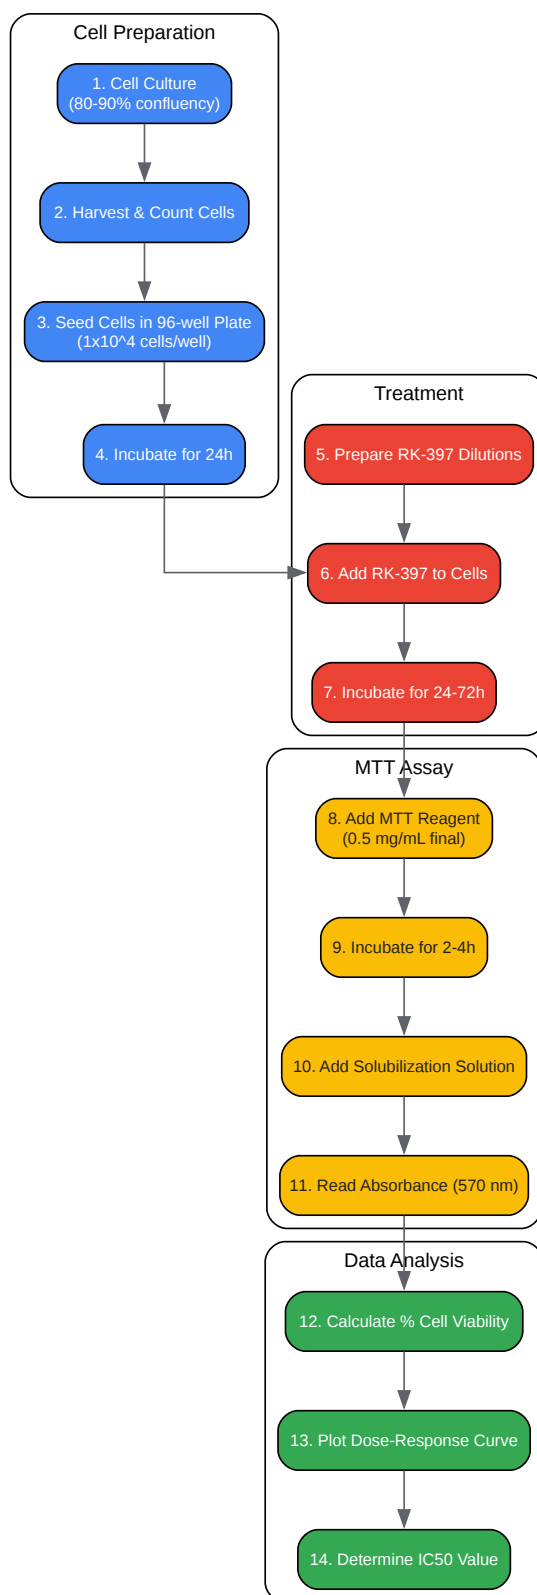 Cell Preparation
1. Cell Culture
(80-90% confluency)
2. Harvest & Count Cells
3. Seed Cells in 96-well Plate
(1x10^4 cells/well)
4. Incubate for 24h
Treatment
5. Prepare RK-397 Dilutions
6. Add RK-397 to Cells
7. Incubate for 24-72h
MTT Assay
8. Add MTT Reagent
(0.5 mg/mL final)
9. Incubate for 2-4h
10. Add Solubilization Solution
11. Read Absorbance (570 nm)
Data Analysis
12. Calculate % Cell Viability
13. Plot Dose-Response Curve
14. Determine IC50 Value